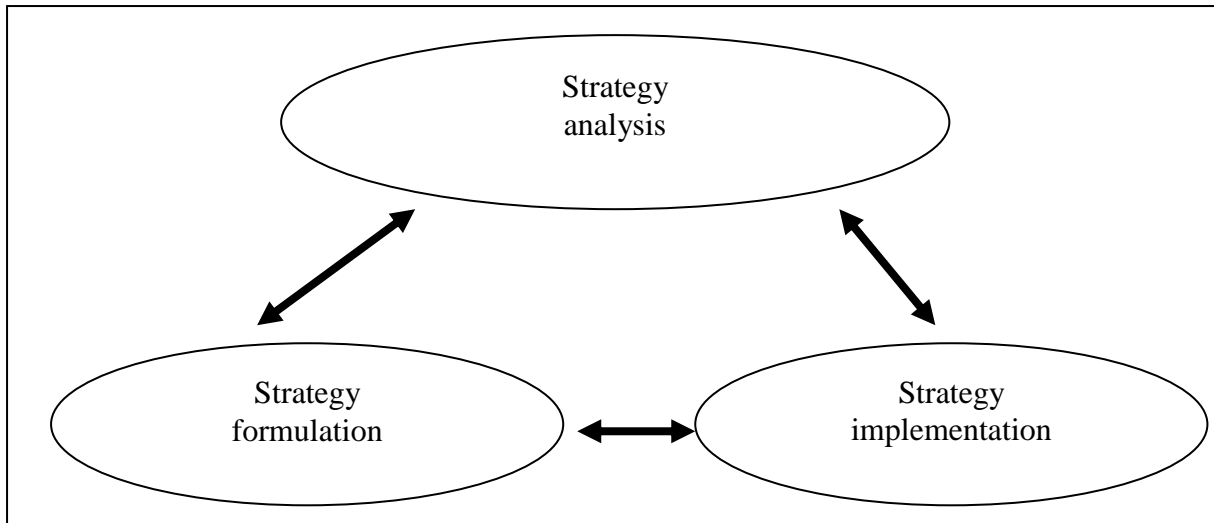 Strategy
analysis
Strategy
formulation
Strategy
implementation